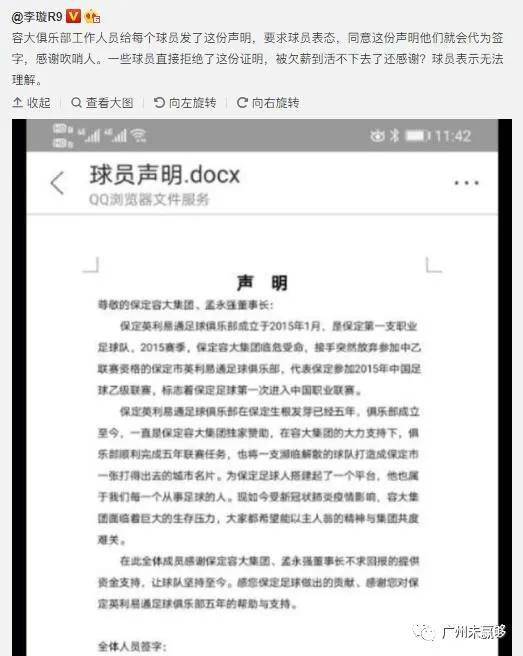 @李璇R9
容大俱乐部工作人员给每个球员发了这份声明，要求球员表态，同意这份声明他们就会代为签
字，感谢吹哨人。一些球员直接拒绝了这份证明，被欠薪到活不下去了还感谢？球员表示无法
理解。
收起 查看大图 向左旋转 向右旋转
11:42
球员声明.docx
QQ浏览器文件服务
声 明
尊敬的保定容大集团、孟永强董事长：
保定英利易通足球俱乐部成立于2015年1月，是保定第一支职业
足球队，2015赛季，保定容大集团临危受命，接手突然放弃参加中乙
联赛资格的保定市英利易通足球俱乐部，代表保定参加2015年中国足
球乙级联赛，标志着保定足球第一次进入中国职业联赛。
保定英利易通足球俱乐部在保定生根发芽已经五年，俱乐部成立
至今，一直是保定容大集团独家赞助，在容大集团的大力支持下，俱
乐部顺利完成五年联赛任务，也将一支濒临解散的球队打造成保定市
一张打得出去的城市名片。为保定足球人搭建起了一个平台，他也属
于我们每一个从事足球的人。现如今受新冠状肺炎疫情影响，容大集
团面临着巨大的生存压力，大家都希望能以主人翁的精神与集团共度
难关。
在此全体成员感谢保定容大集团、孟永强董事长不求回报的提供
资金支持，让球队坚持至今。感您保定足球做出的贡献、感谢您对保
定英利易通足球俱乐部五年的帮助与支持。
全体人员签字：
广州未赢够